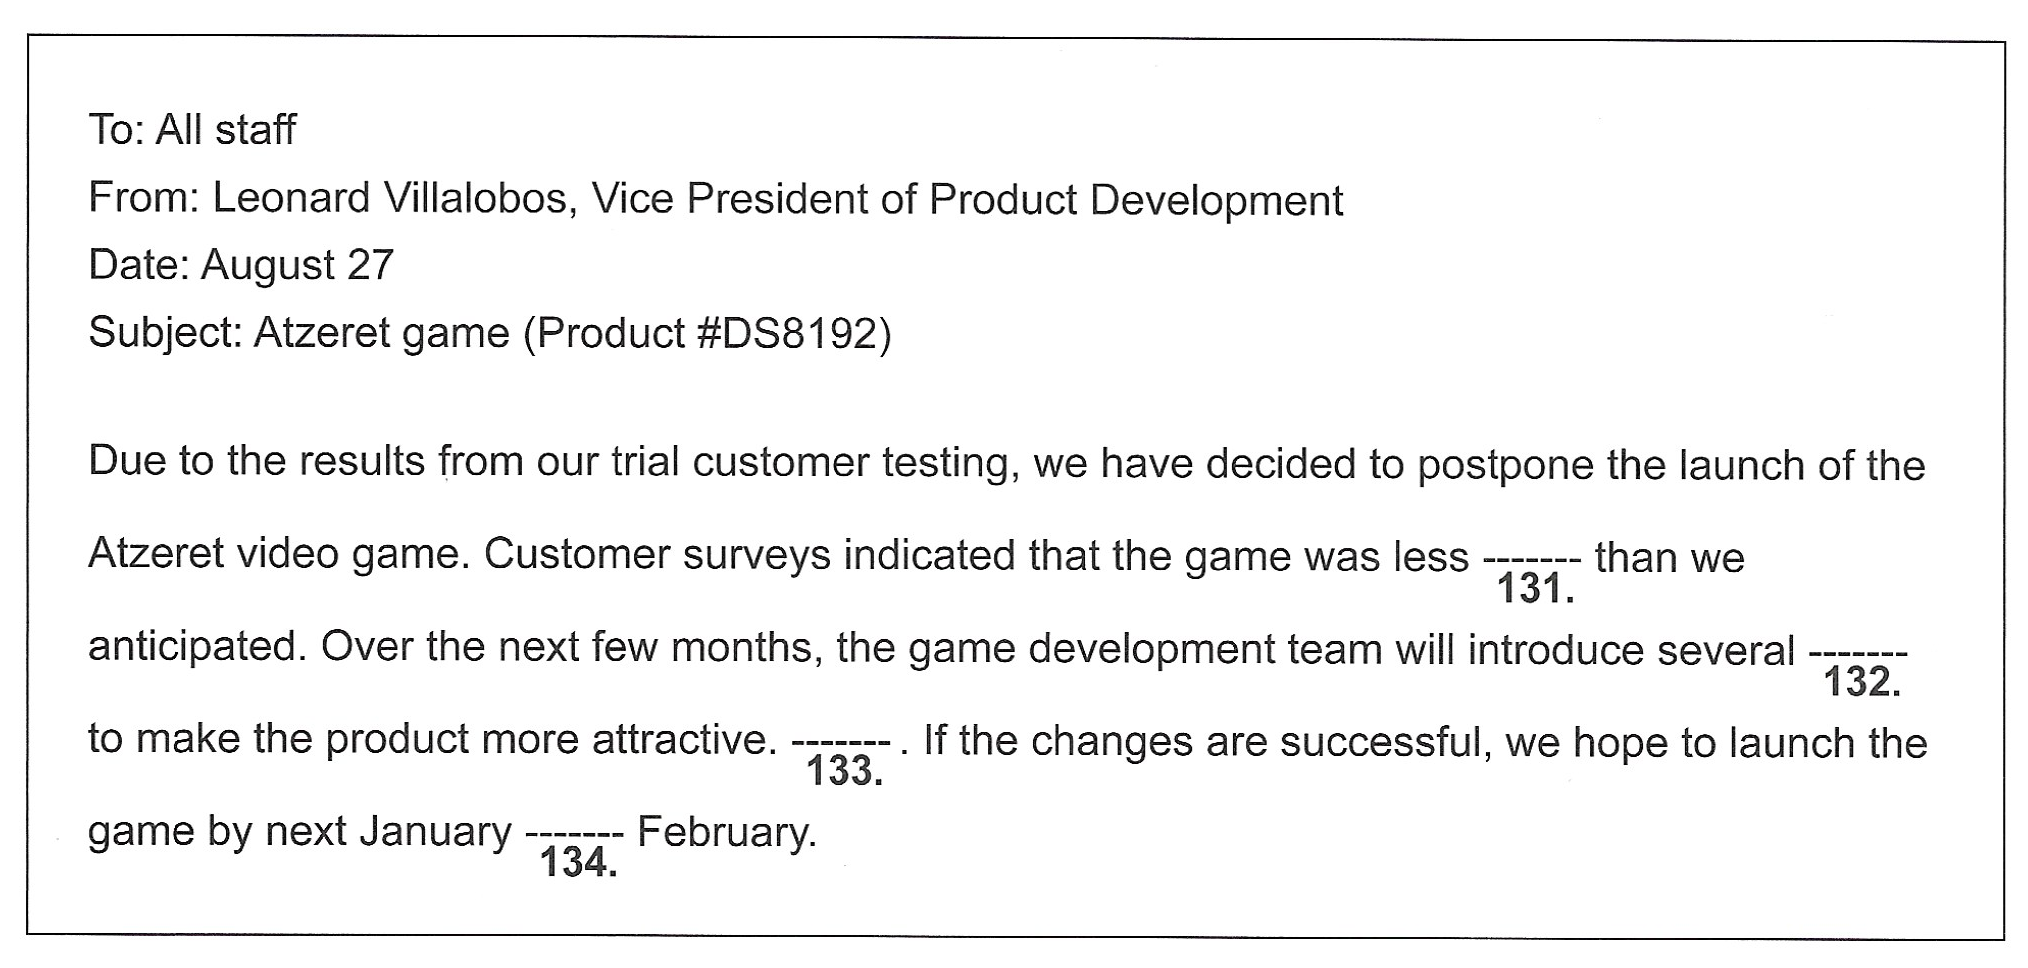 To: All staff
From: Leonard Villalobos, Vice President of Product Development
Date: August 27
Subject: Atzeret game (Product #DS8192)
Due to the results from our trial customer testing, we have decided to postpone the launch of the
Atzeret video game. Customer surveys indicated that the game was less ------- than we
131.
anticipated. Over the next few months, the game development team will introduce several -------
132.
to make the product more attractive. ------- . If the changes are successful, we hope to launch the
133.
game by next January ------- February.
134.